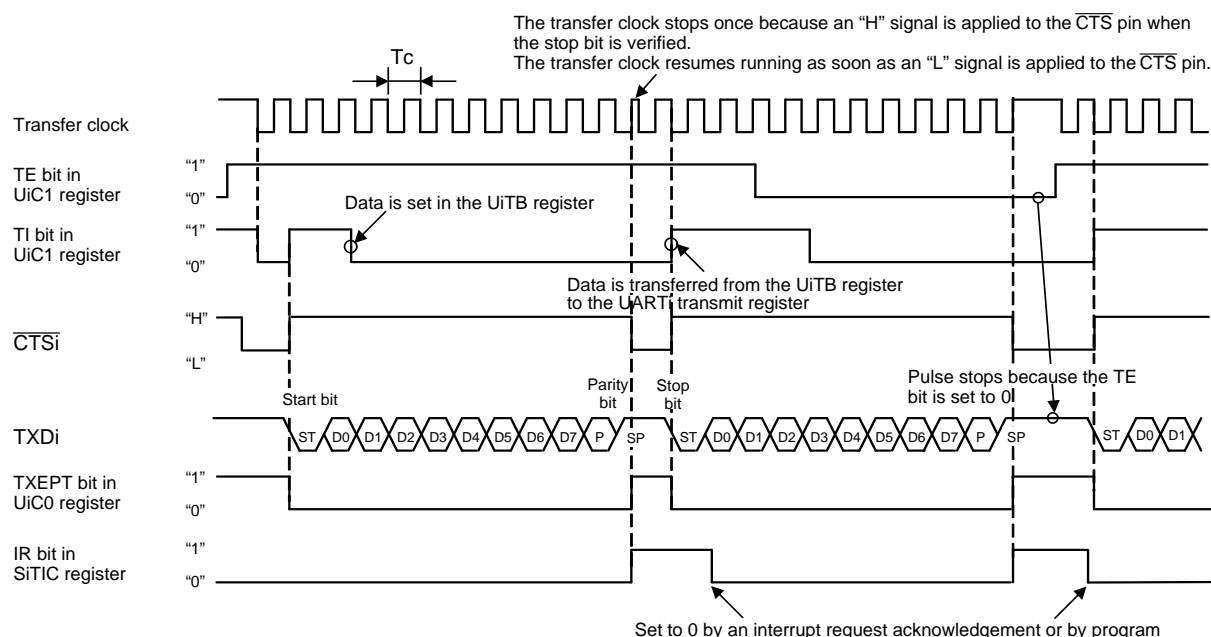 The transfer clock stops once because an “H” signal is applied to the CTS pin when
the stop bit is verified.
The transfer clock resumes running as soon as an “L” signal is applied to the CTS pin.
Tc
Transfer clock
TE bit in
UiC1 register
“1”
“0”
Data is set in the UiTB register
TI bit in
UiC1 register
“1”
“0”
Data is transferred from the UiTB register
to the UARTi transmit register
CTSi
“H”
“L”
Pulse stops because the TE
bit is set to 0
Start bit
Parity
bit
Stop
bit
TXDi
ST D0 D1 D2 D3 D4 D5 D6 D7 P SP ST D0 D1 D2 D3 D4 D5 D6 D7 P SP ST D0 D1
TXEPT bit in
UiC0 register
“1”
“0”
IR bit in
SiTIC register
“1”
“0”
Set to 0 by an interrupt request acknowledgement or by program